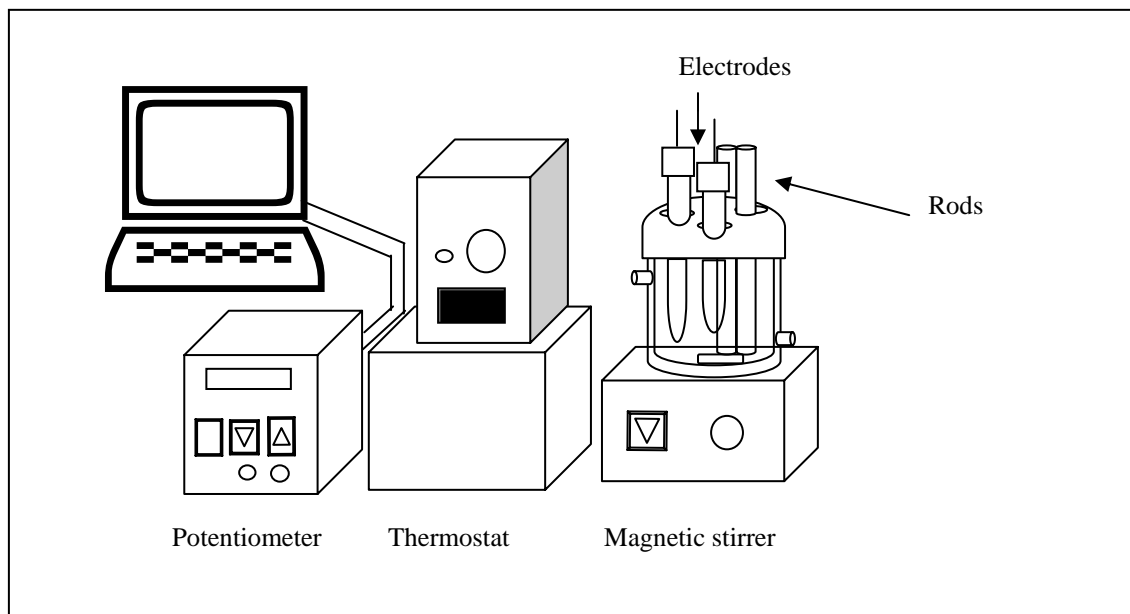 Electrodes
Rods
Potentiometer
Thermostat
Magnetic stirrer